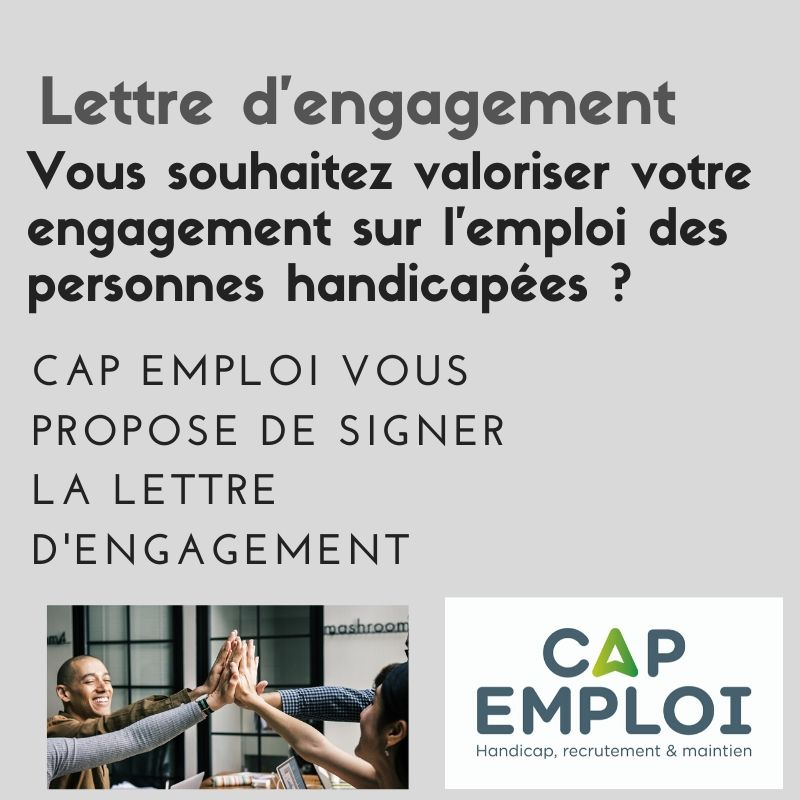 Lettre d'engagement
Vous souhaitez valoriser votre
engagement sur l'emploi des
personnes handicapées ?
CAP EMPLOI VOUS
PROPOSE DE SIGNER
LA LETTRE
D'ENGAGEMENT
mashroom
CAP
EMPLOI
Handicap, recrutement & maintien